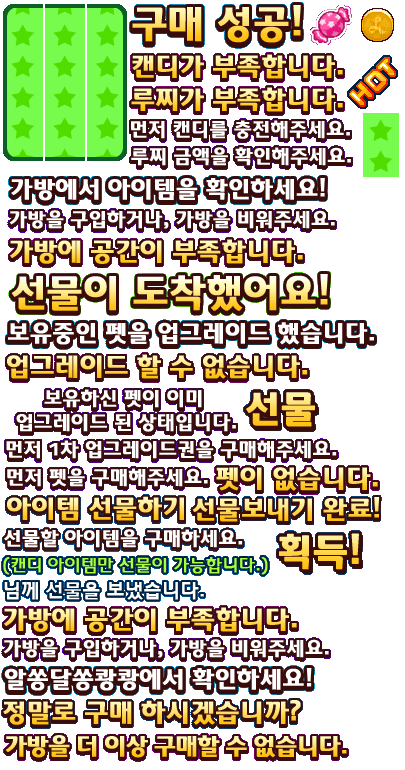 구매 성공!
캔디가 부족합니다.
루찌가 부족합니다.
HOT
먼저 캔디를 충전해주세요.
루찌 금액을 확인해주세요.
가방에서 아이템을 확인하세요!
가방을 구입하거나, 가방을 비워주세요.
가방에 공간이 부족합니다.
선물이 도착했어요!
보유중인 펫을 업그레이드 했습니다.
업그레이드 할 수 없습니다.
보유하신 펫이 이미
업그레이드 된 상태입니다.
선물
먼저 1차 업그레이드권을 구매해주세요.
먼저 펫을 구매해주세요.
펫이 없습니다.
아이템 선물하기
선물보내기 완료!
선물할 아이템을 구매하세요.
(캔디 아이템만 선물이 가능합니다.)
획득!
님께 선물을 보냈습니다.
가방에 공간이 부족합니다.
가방을 구입하거나, 가방을 비워주세요.
알쏭달쏭쾅쾅에서 확인하세요!
정말로 구매 하시겠습니까?
가방을 더 이상 구매할 수 없습니다.